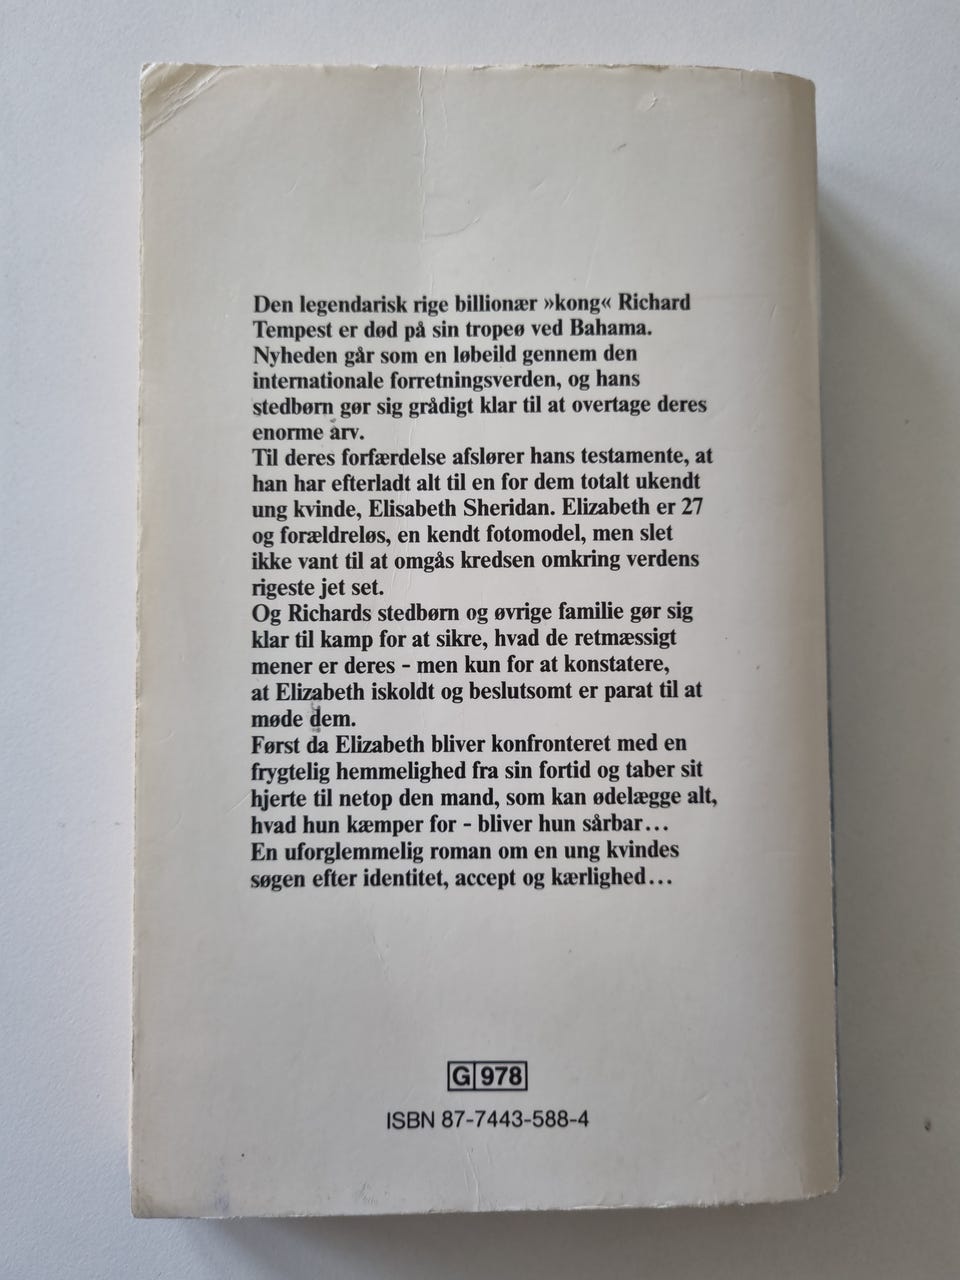 Den legendarisk rige billionær »kong« Richard
Tempest er død på sin tropeø ved Bahama.
Nyheden går som en løbeild gennem den
internationale forretningsverden, og hans
stedbørn gør sig grådigt klar til at overtage deres
enorme arv.
Til deres forfærdelse afslører hans testamente, at
han har efterladt alt til en for dem totalt ukendt
ung kvinde, Elisabeth Sheridan. Elizabeth er 27
og forældreløs, en kendt fotomodel, men slet
ikke vant til at omgås kredsen omkring verdens
rigeste jet set.
Og Richards stedbørn og øvrige familie gør sig
klar til kamp for at sikre, hvad de retmæssigt
mener er deres - men kun for at konstatere,
at Elizabeth iskoldt og beslutsomt er parat til at
møde dem.
Først da Elizabeth bliver konfronteret med en
frygtelig hemmelighed fra sin fortid og taber sit
hjerte til netop den mand, som kan ødelægge alt,
hvad hun kæmper for - bliver hun sårbar...
En uforglemmelig roman om en ung kvindes
søgen efter identitet, accept og kærlighed...
G 978
ISBN 87-7443-588-4